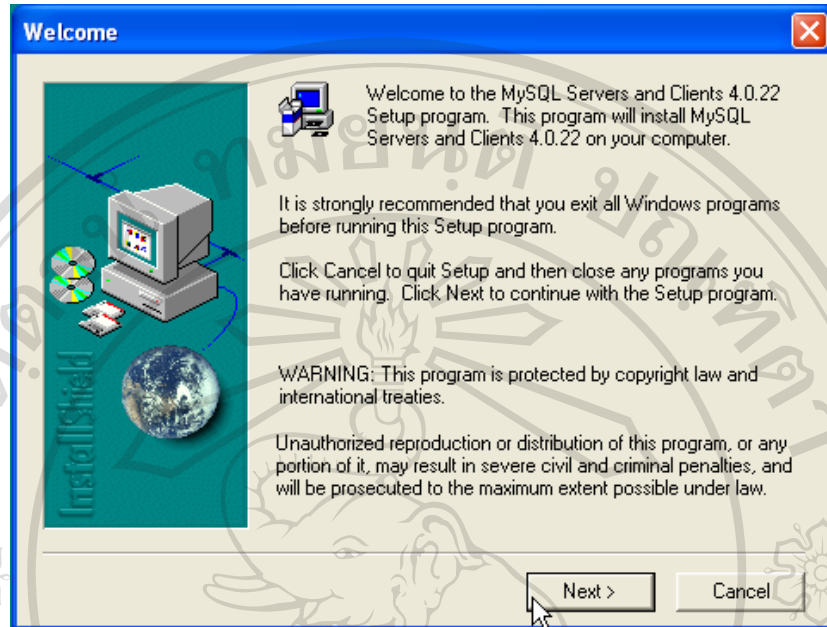 Welcome
Welcome to the MySQL Servers and Clients 4.0.22
Setup program. This program will install MySQL
Servers and Clients 4.0.22 on your computer.
It is strongly recommended that you exit all Windows programs
before running this Setup program.
Click Cancel to quit Setup and then close any programs you
have running. Click Next to continue with the Setup program.
WARNING: This program is protected by copyright law and
international treaties.
Unauthorized reproduction or distribution of this program, or any
portion of it, may result in severe civil and criminal penalties, and
will be prosecuted to the maximum extent possible under law.
InstallShield
Next >
Cancel